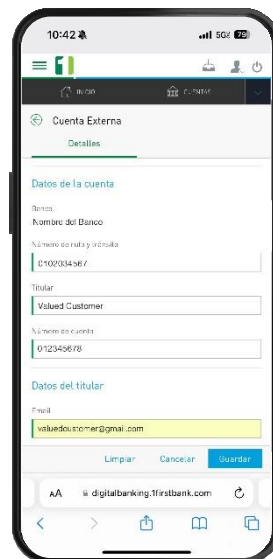 10:42
5G 79
INICIO
CUENTAS
Cuenta Externa
Detalles
Datos de la cuenta
Banco
Nombre del Banco
Número de ruta y tránsito
0102034567
Titular
Valued Customer
Número de cuenta
012345678
Datos del titular
Email
valuedcustomer@gmail.com
Limpiar Cancelar Guardar
AA digitalbanking.1firstbank.com